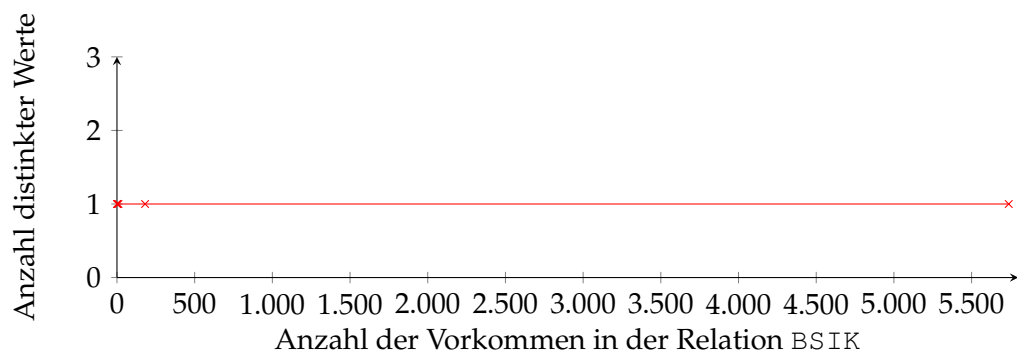 Anzahl distinkter Werte
3
2
1
0
0 500 1.000 1.500 2.000 2.500 3.000 3.500 4.000 4.500 5.000 5.500
Anzahl der Vorkommen in der Relation BSIK